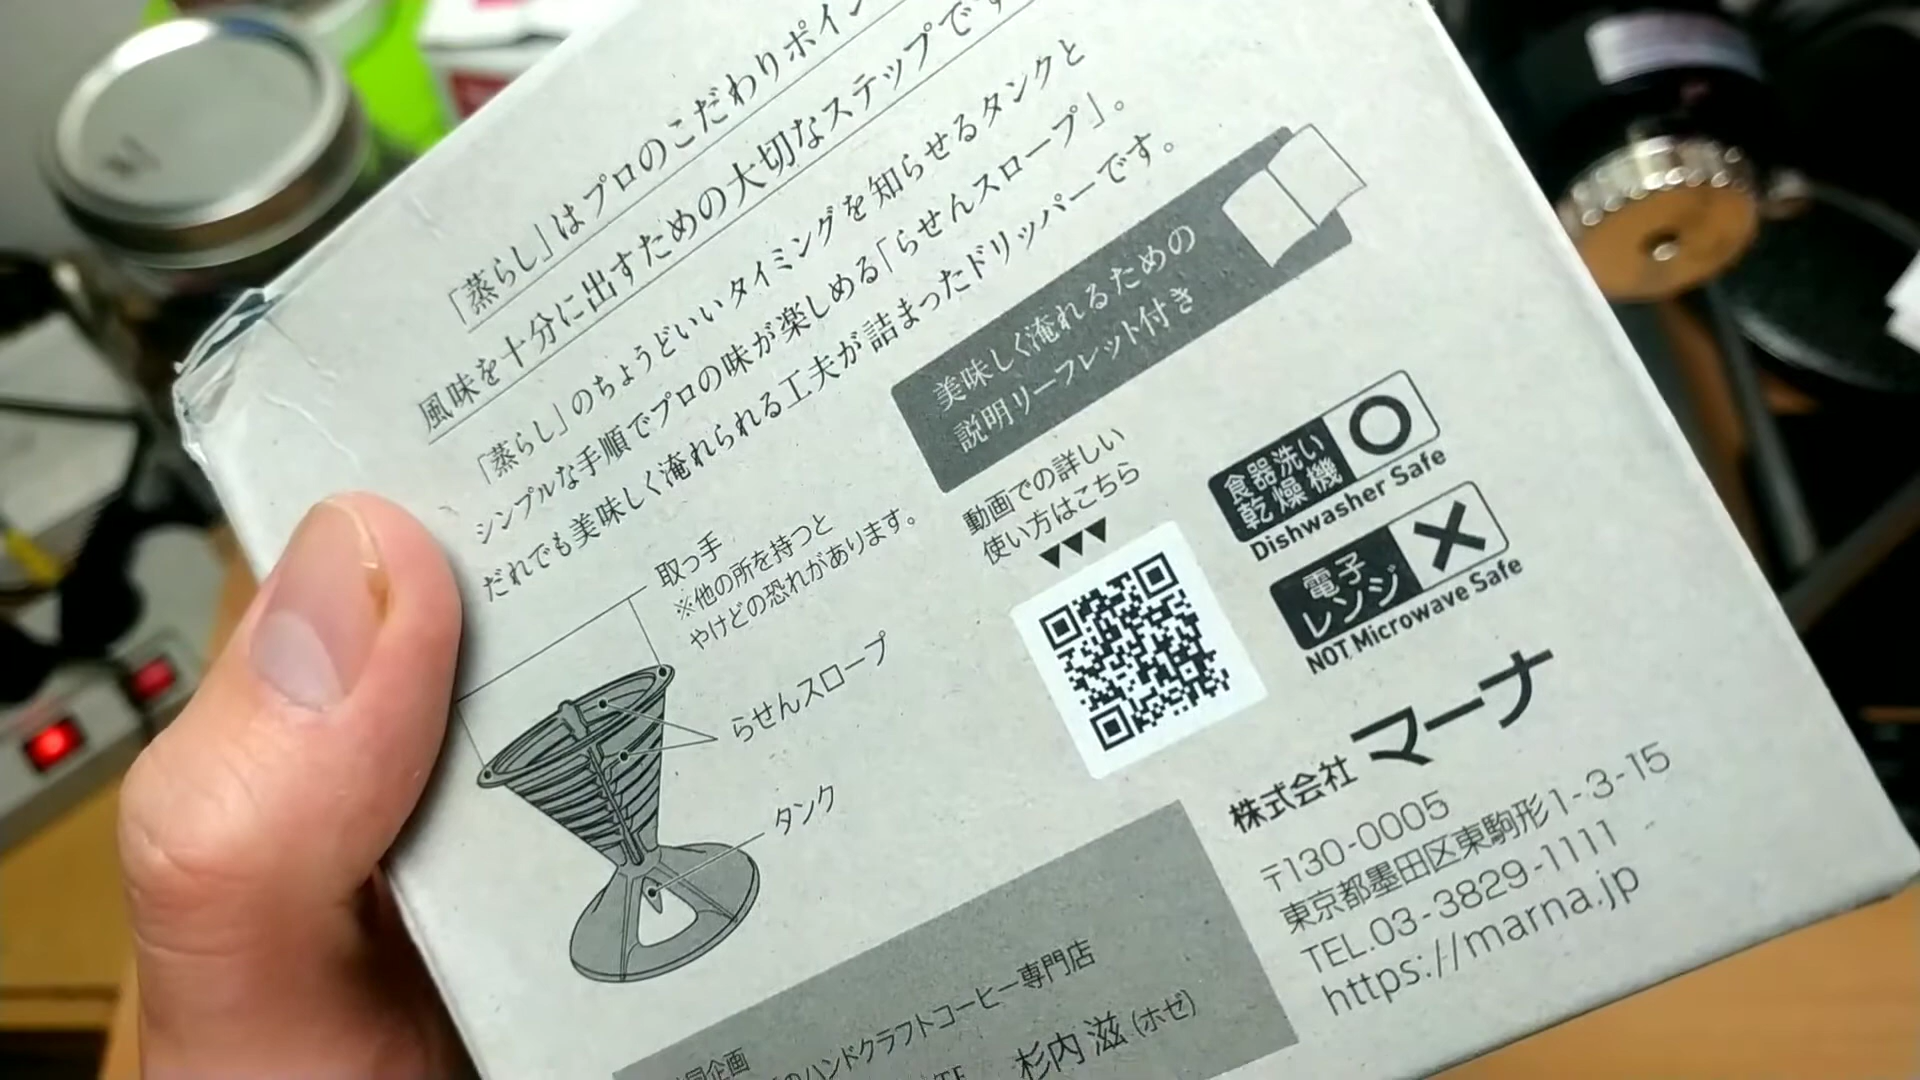 「蒸らし」はプロのこだわりポイン
風味を十分に出すための大切なステップです
「蒸らし」のちょうどいいタイミングを知らせるタンクと
シンプルな手順でプロの味が楽しめる「らせんスロープ」。
だれでも美味しく淹れられる工夫が詰まったドリッパーです。
美味しく淹れるための
説明リーフレット付き
動画での詳しい
使い方はこちら
▼▼▼
食器洗い
乾燥機
Dishwasher Safe
電子
レンジ
NOT Microwave Safe
取っ手
※他の所を持つと
やけどの恐れがあります。
らせんスロープ
タンク
株式会社 マーナ
〒130-0005
東京都墨田区東駒形1-3-15
TEL.03-3829-1111
https://marna.jp
企画
のハンドクラフトコーヒー専門店
杉内 滋 (ホゼ)